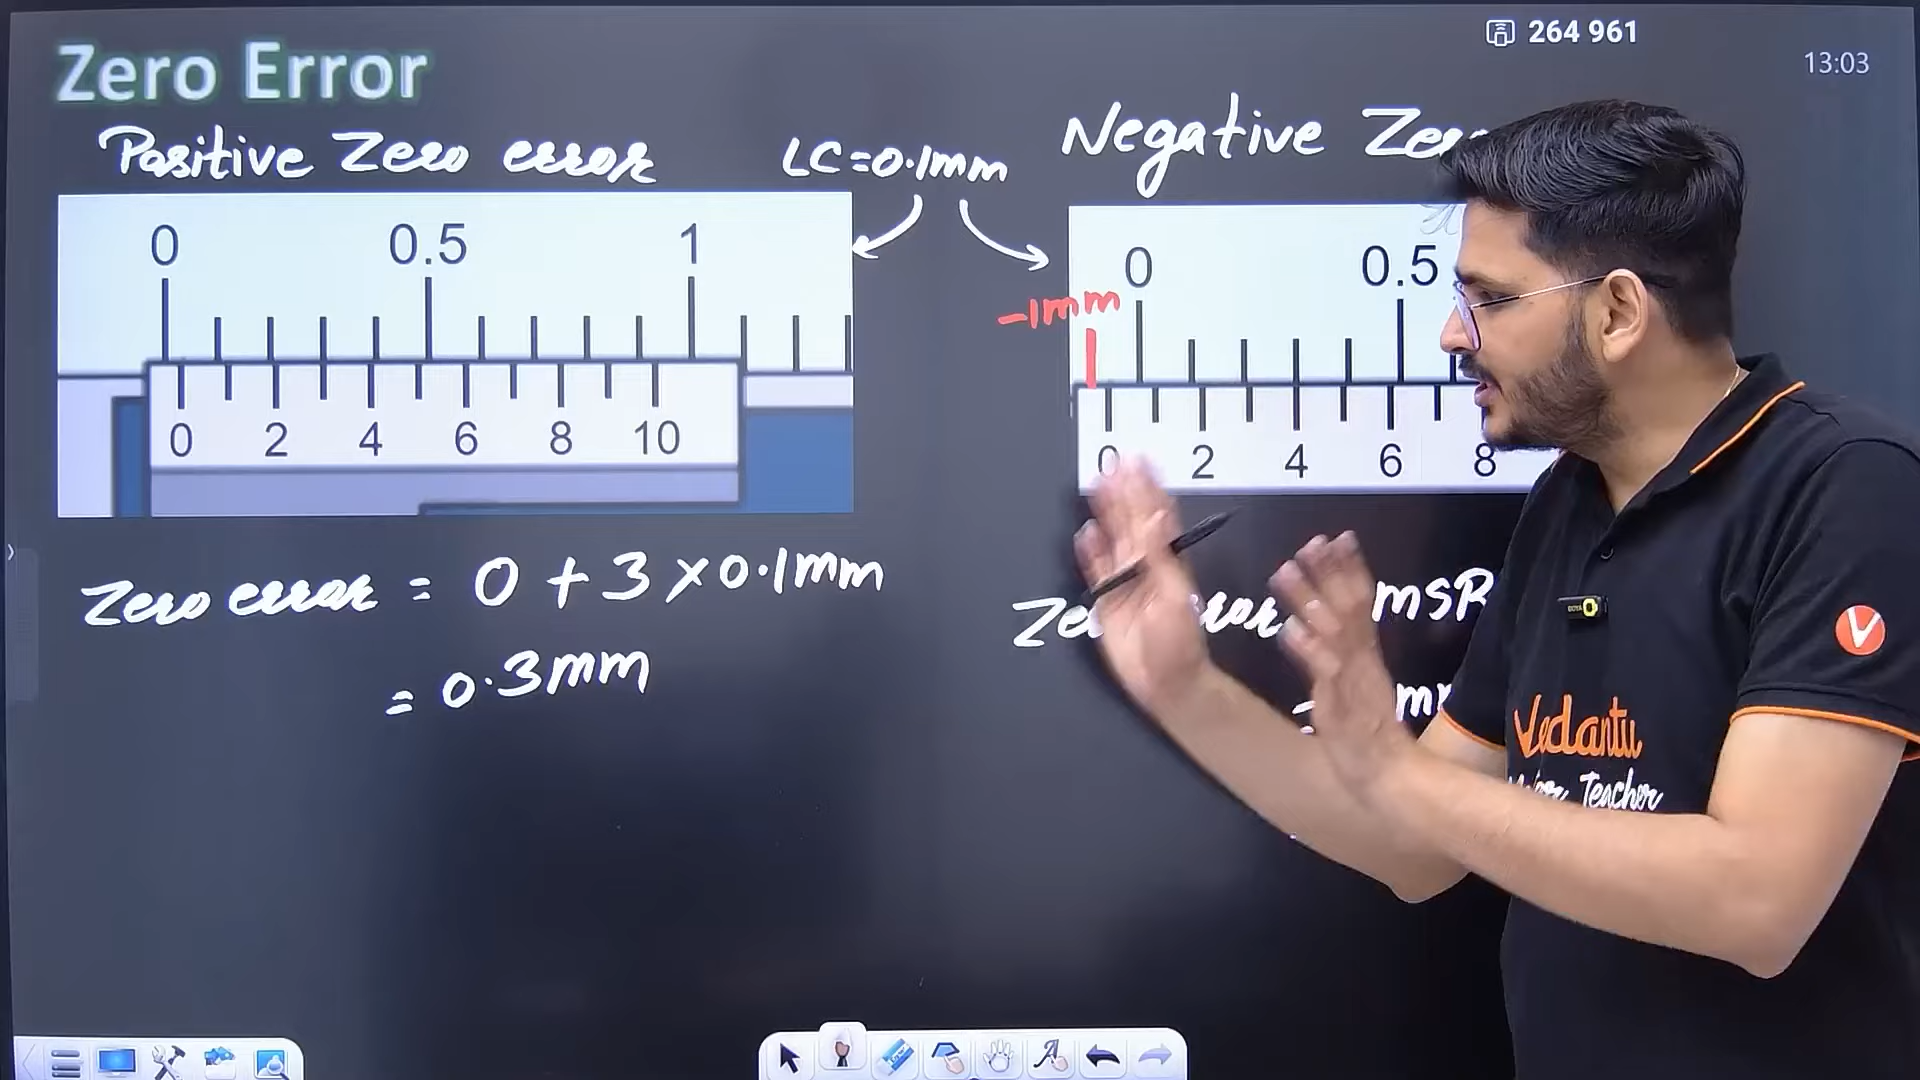 264 961
13:03
Zero Error
Positive Zero error
LC=0.1mm
Negative
0 0.5 1
0 2 4 6 8 10
-1mm
0 0.5
0 2 4 6 8
Zero error = 0 + 3 × 0.1mm
= 0.3mm
MSR
Vedantu
Teacher
V